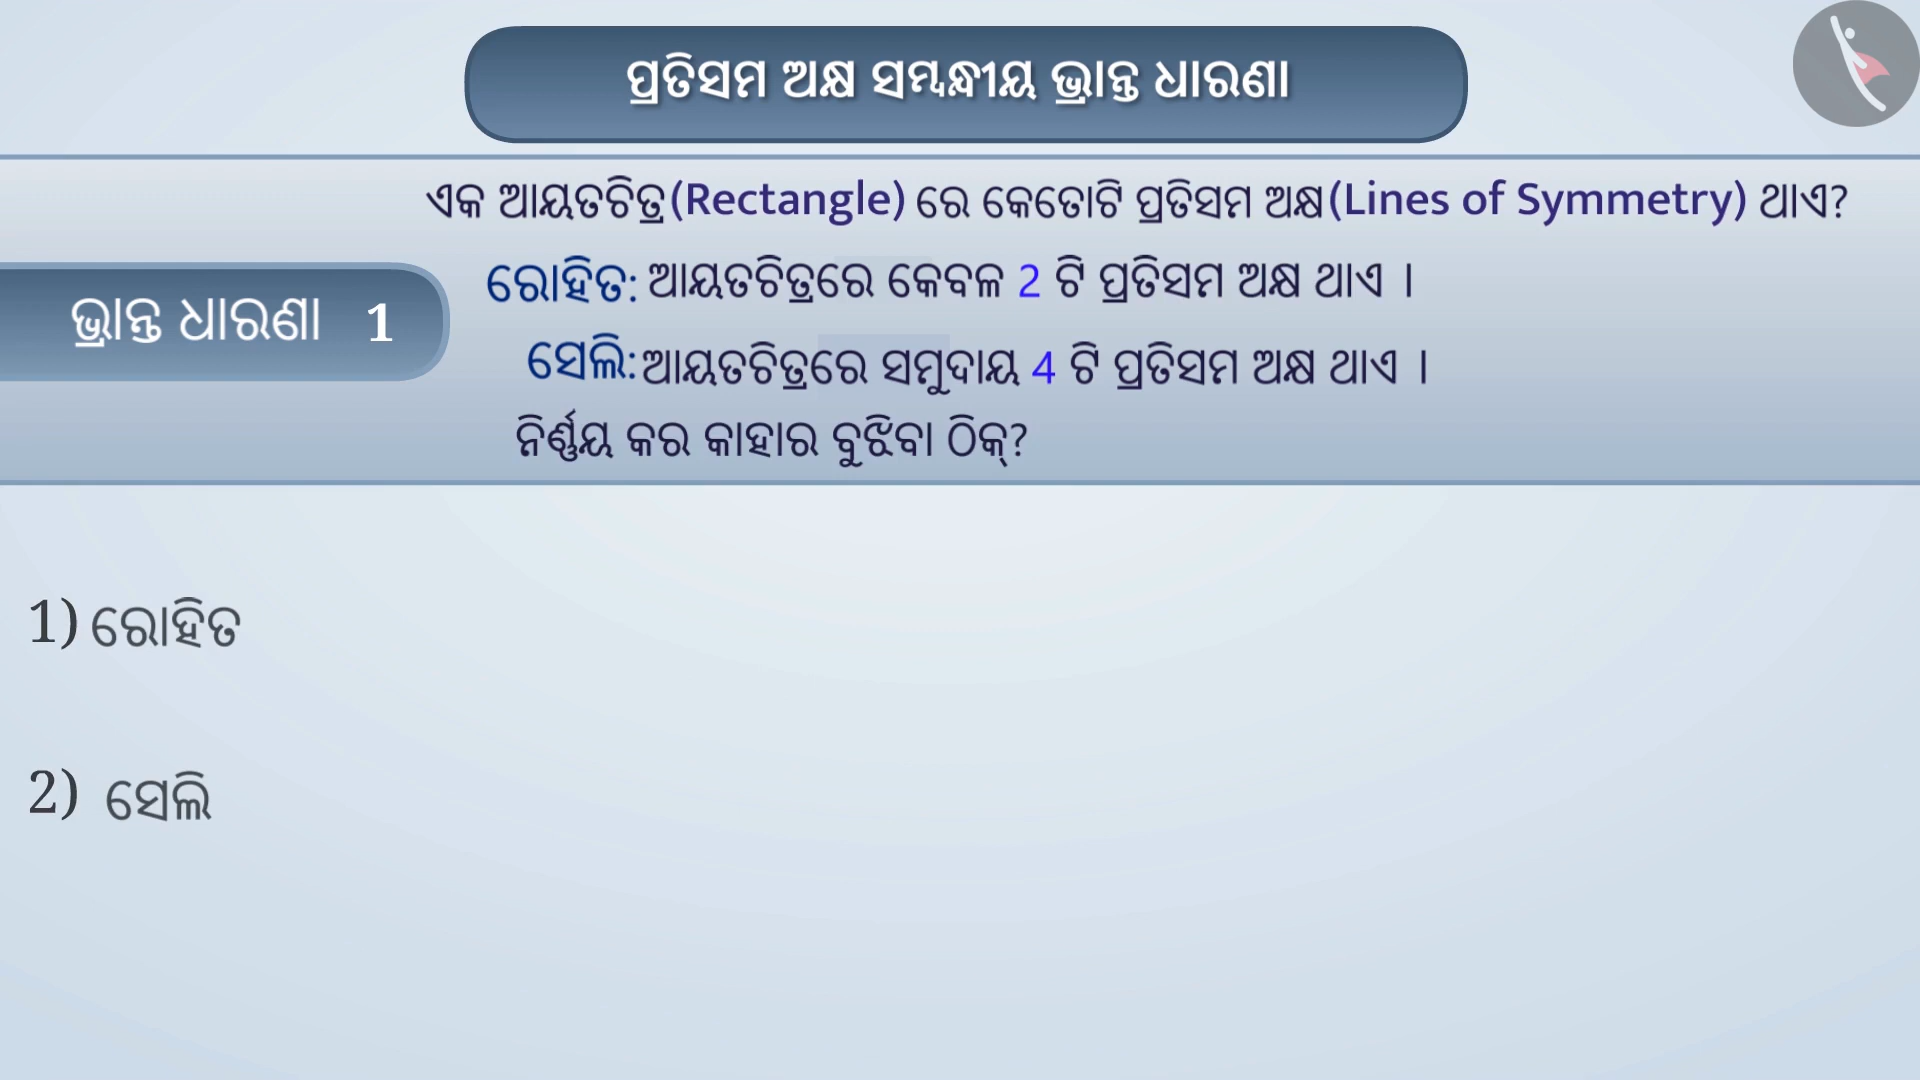 ପ୍ରତିସମ ଅକ୍ଷ ସମ୍ବନ୍ଧୀୟ ଭ୍ରାନ୍ତ ଧାରଣା
ଏକ ଆୟତଚିତ୍ର(Rectangle) ରେ କେତୋଟି ପ୍ରତିସମ ଅକ୍ଷ(Lines of Symmetry) ଥାଏ?
ଭ୍ରାନ୍ତ ଧାରଣା 1
ରୋହିତ: ଆୟତଚିତ୍ରରେ କେବଳ 2 ଟି ପ୍ରତିସମ ଅକ୍ଷ ଥାଏ ।
ସେଲି: ଆୟତଚିତ୍ରରେ ସମୁଦାୟ 4 ଟି ପ୍ରତିସମ ଅକ୍ଷ ଥାଏ ।
ନିର୍ଣ୍ଣୟ କର କାହାର ବୁଝିବା ଠିକ୍?
1) ରୋହିତ
2) ସେଲି